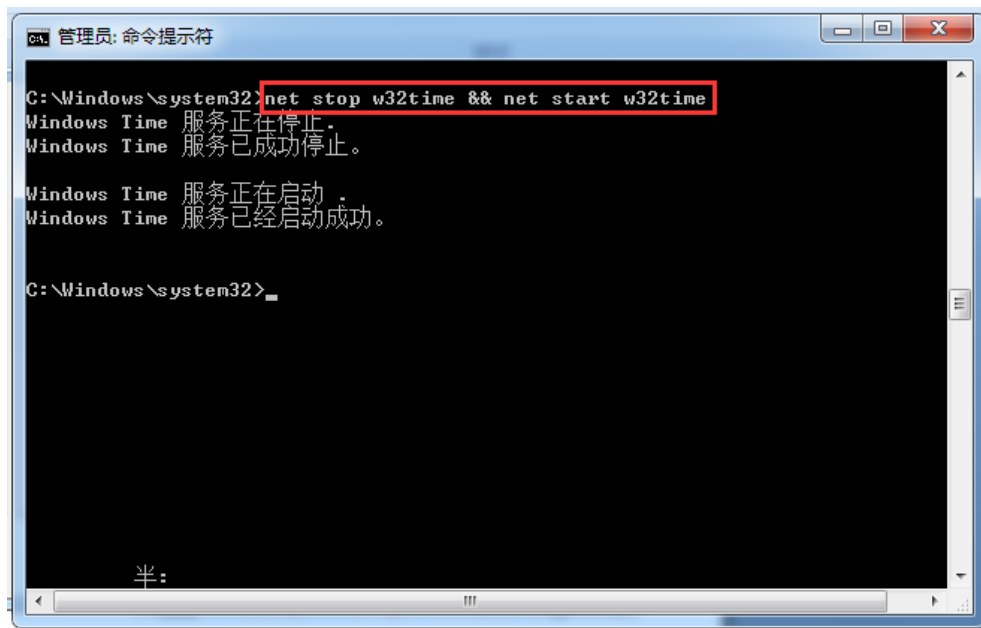 管理员: 命令提示符
C:\Windows\system32>net stop w32time && net start w32time
Windows Time 服务正在停止.
Windows Time 服务已成功停止。
Windows Time 服务正在启动 .
Windows Time 服务已经启动成功。
C:\Windows\system32>_
半: